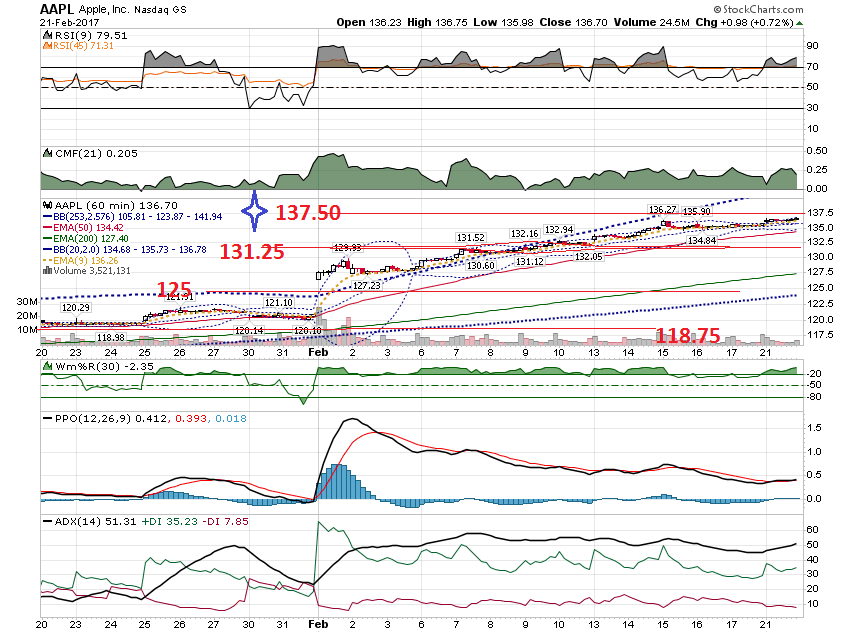 AAPL Apple, Inc. Nasdaq GS © StockCharts.com
21-Feb-2017 Open 136.23 High 136.75 Low 135.98 Close 136.70 Volume 24.5M Chg +0.98 (+0.72%)
RSI(9) 79.51
RSI(45) 71.31
90
70
50
30
10
CMF(21) 0.205
0.50
0.25
0.00
AAPL (60 min) 136.70
BB(253,2.576) 105.81 - 123.87 - 141.94
EMA(50) 134.42
EMA(200) 127.40
BB(20,2.0) 134.68 - 135.73 - 136.78
EMA(9) 136.26
Volume 3,521,131
137.50
131.25
125
118.75
136.27 135.90
129.93 131.52 132.16 132.94
134.84
130.60 131.12 132.05
127.23
121.91
120.29 121.10
118.98 120.14 120.10
137.5
135.0
132.5
130.0
127.5
125.0
122.5
120.0
117.5
30M
20M
10M
20 23 24 25 26 27 30 31 Feb 2 3 6 7 8 9 10 13 14 15 16 17 21
Wm%R(30) -2.35
-20
-50
-80
PPO(12,26,9) 0.412, 0.393, 0.018
1.5
1.0
0.5
0.0
ADX(14) 51.31 +DI 35.23 -DI 7.85
60
50
40
30
20
10
20 23 24 25 26 27 30 31 Feb 2 3 6 7 8 9 10 13 14 15 16 17 21